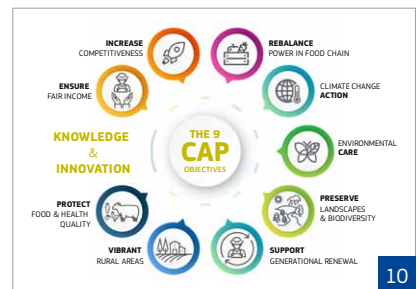 INCREASE
COMPETITIVENESS
REBALANCE
POWER IN FOOD CHAIN
ENSURE
FAIR INCOME
CLIMATE CHANGE
ACTION
KNOWLEDGE
&
INNOVATION
THE 9
CAP
OBJECTIVES
ENVIRONMENTAL
CARE
PROTECT
FOOD & HEALTH
QUALITY
PRESERVE
LANDSCAPES
& BIODIVERSITY
VIBRANT
RURAL AREAS
SUPPORT
GENERATIONAL RENEWAL
10